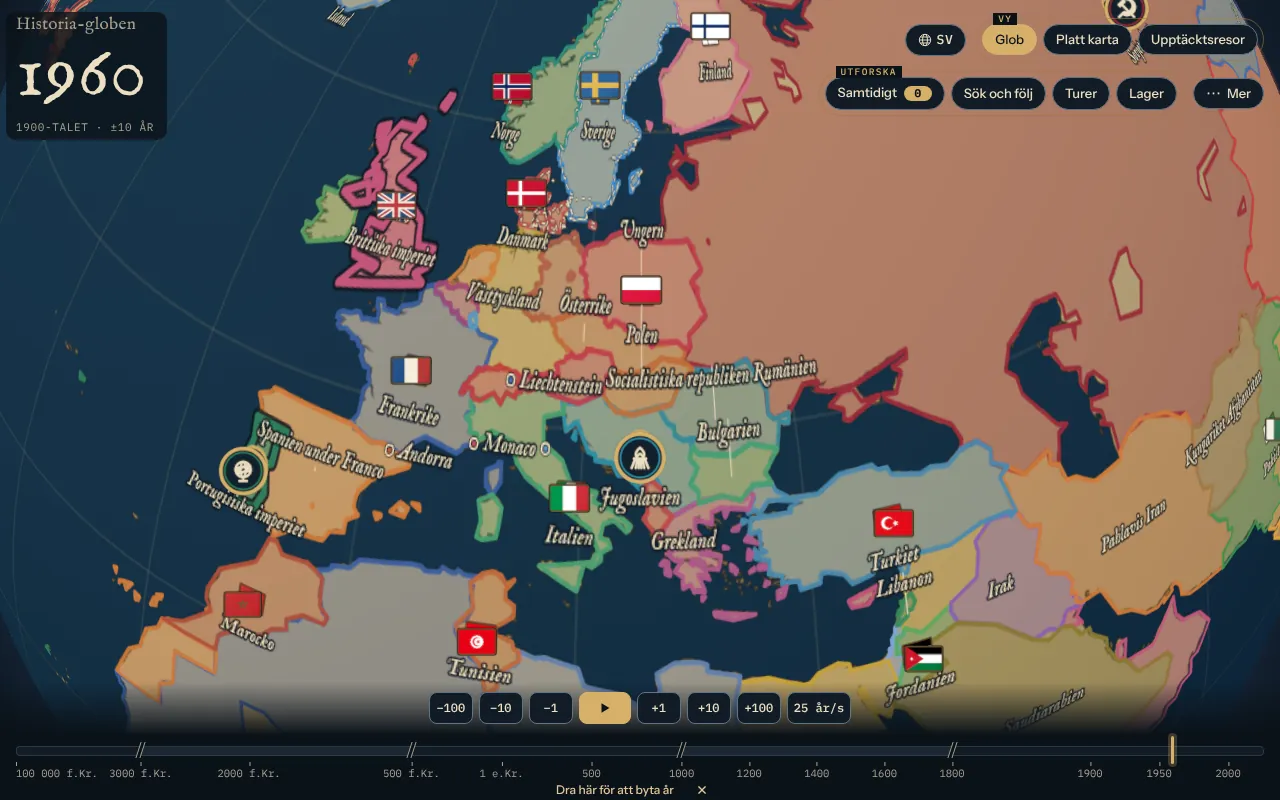 Historia-globen
1960
1900-TALET · ±10 ÅR
VY
SV
Glob
Platt karta
Upptäcktsresor
UTFORSKA
Samtidigt 0
Sök och följ
Turer
Lager
··· Mer
Island
Finland
Norge
Sverige
Danmark
Ungern
Brittiska imperiet
Västtyskland
Österrike
Polen
Liechtenstein
Socialistiska republiken Rumänien
Frankrike
Bulgarien
Spanien under Franco
Andorra
Monaco
Kungariket Afghanistan
Portugisiska imperiet
Jugoslavien
Italien
Grekland
Pahlavis Iran
Turkiet
Libanon
Irak
Marocko
Tunisien
Jordanien
Saudiarabien
−100
−10
−1
+1
+10
+100
25 år/s
100 000 f.Kr.
3000 f.Kr.
2000 f.Kr.
500 f.Kr.
1 e.Kr.
500
1000
1200
1400
1600
1800
1900
1950
2000
Dra här för att byta år ×